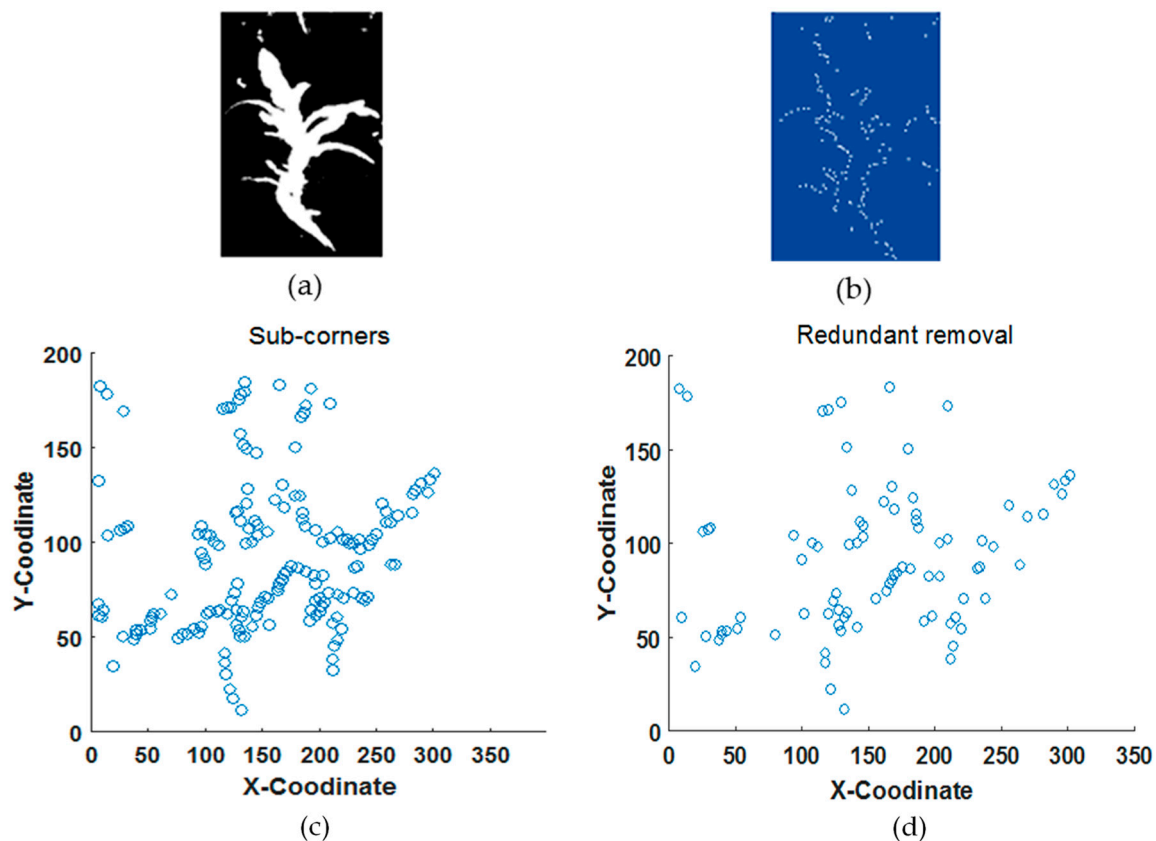 (a)
(b)
Sub-corners
200
150
100
50
0
Y-Coodinate
0 50 100 150 200 250 300 350
X-Coodinate
(c)
Redundant removal
200
150
100
50
0
Y-Coodinate
0 50 100 150 200 250 300 350
X-Coodinate
(d)